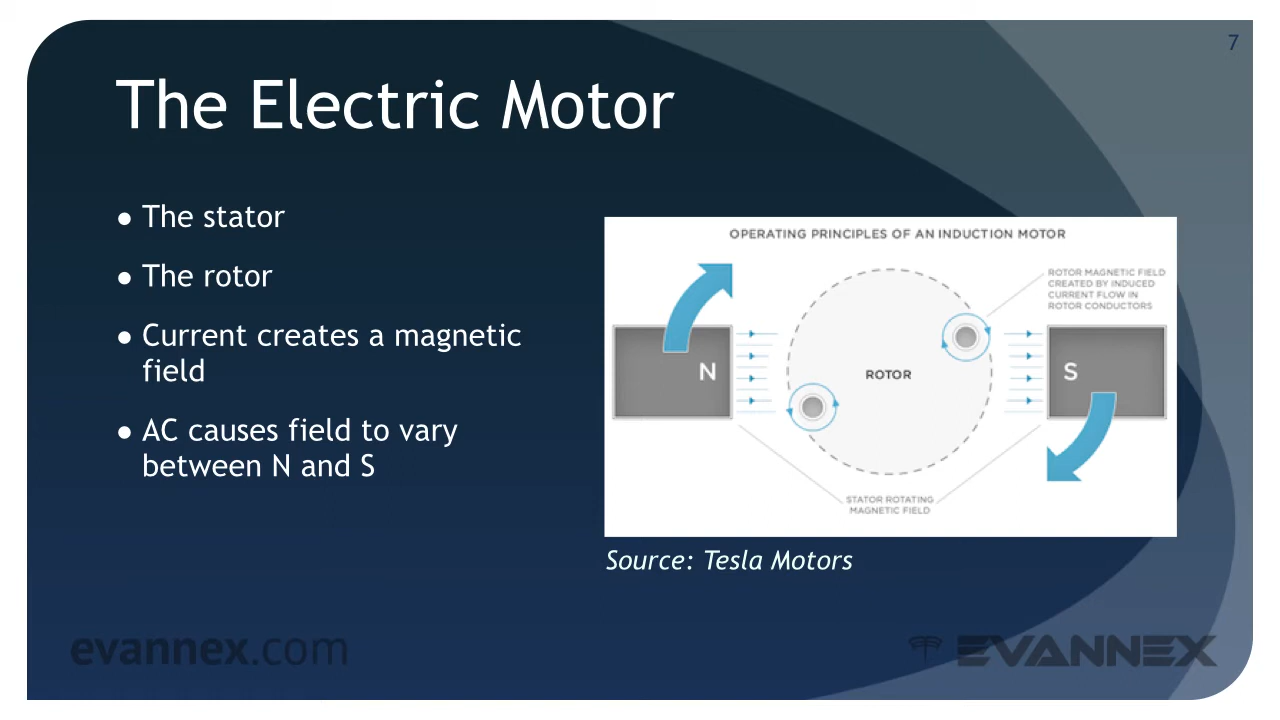 7
The Electric Motor
● The stator
● The rotor
● Current creates a magnetic
field
● AC causes field to vary
between N and S
OPERATING PRINCIPLES OF AN INDUCTION MOTOR
ROTOR MAGNETIC FIELD
CREATED BY INDUCED
CURRENT FLOW IN
ROTOR CONDUCTORS
N
ROTOR
S
STATOR ROTATING
MAGNETIC FIELD
Source: Tesla Motors
evannex.com
EVANNEX